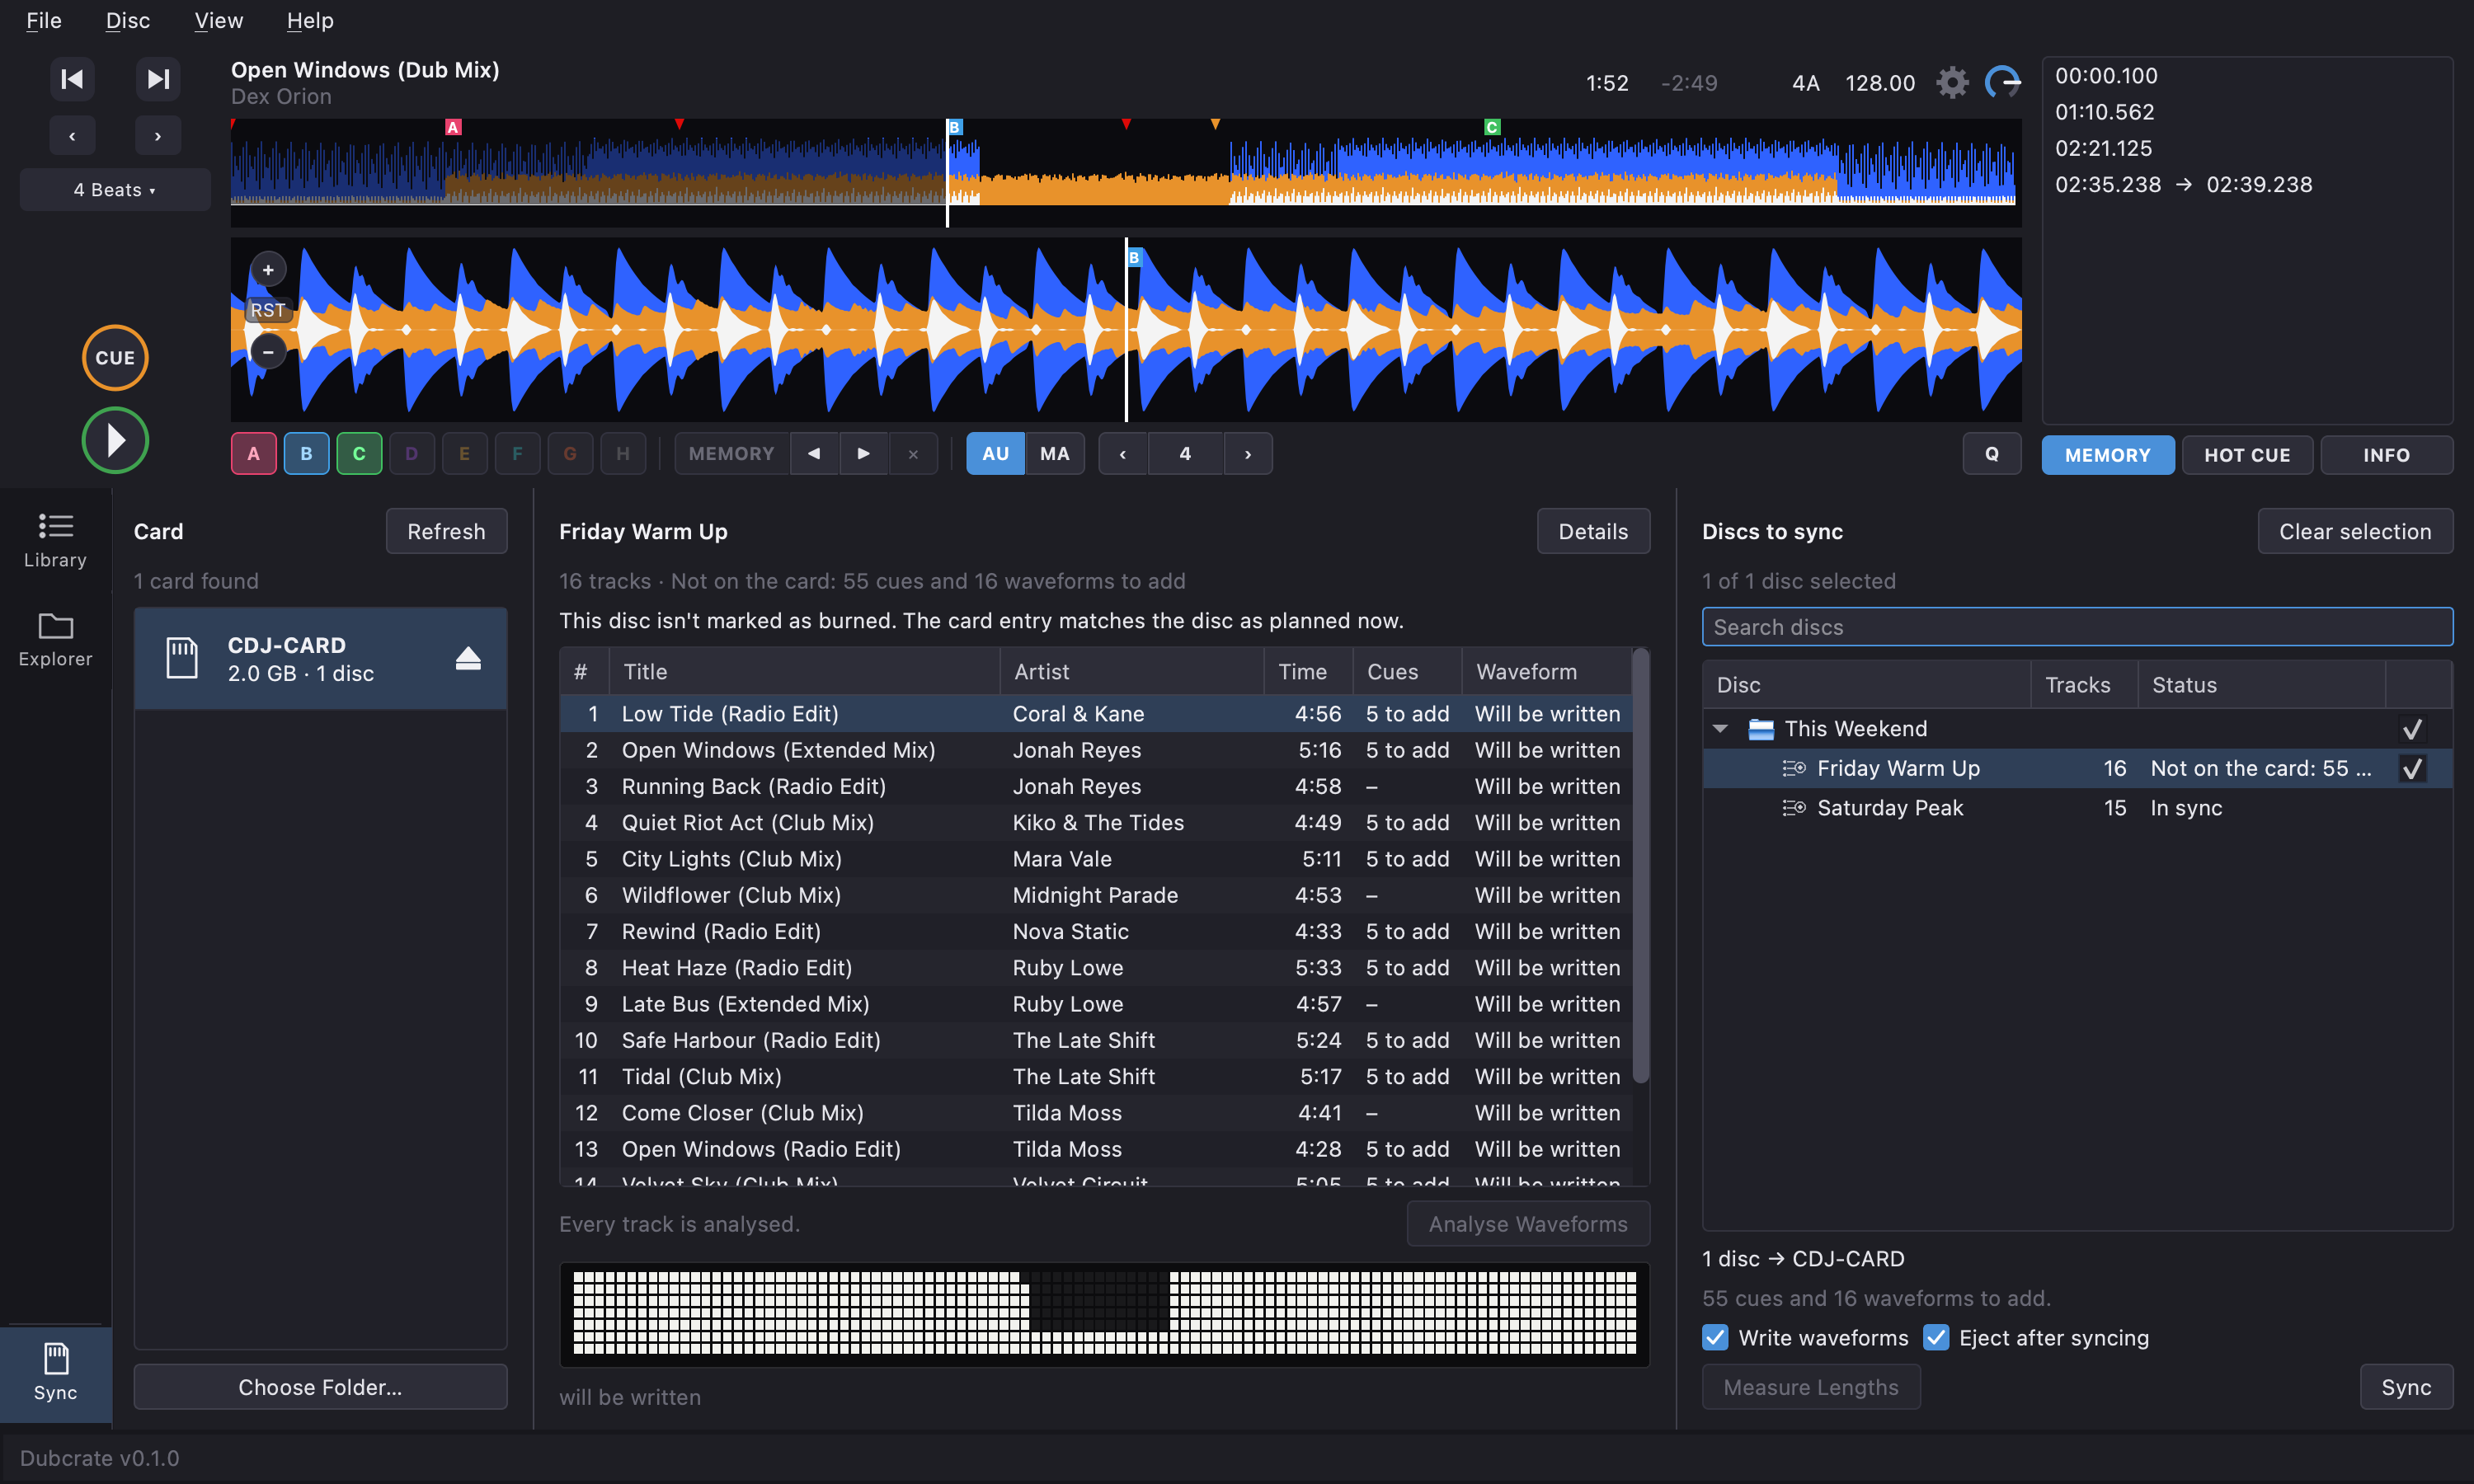 File Disc View Help
Open Windows (Dub Mix)
Dex Orion
1:52 -2:49 4A 128.00
00:00.100
01:10.562
02:21.125
02:35.238 → 02:39.238
‹ ›
4 Beats ▾
A B C
B
+
RST
−
CUE
A B C D E F G H MEMORY ◀ ▶ × AU MA ‹ 4 › Q
MEMORY HOT CUE INFO
Library
Explorer
Sync
Card Refresh
1 card found
CDJ-CARD
2.0 GB · 1 disc
Choose Folder...
Friday Warm Up Details
16 tracks · Not on the card: 55 cues and 16 waveforms to add
This disc isn't marked as burned. The card entry matches the disc as planned now.
# Title Artist Time Cues Waveform
1 Low Tide (Radio Edit) Coral & Kane 4:56 5 to add Will be written
2 Open Windows (Extended Mix) Jonah Reyes 5:16 5 to add Will be written
3 Running Back (Radio Edit) Jonah Reyes 4:58 – Will be written
4 Quiet Riot Act (Club Mix) Kiko & The Tides 4:49 5 to add Will be written
5 City Lights (Club Mix) Mara Vale 5:11 5 to add Will be written
6 Wildflower (Club Mix) Midnight Parade 4:53 – Will be written
7 Rewind (Radio Edit) Nova Static 4:33 5 to add Will be written
8 Heat Haze (Radio Edit) Ruby Lowe 5:33 5 to add Will be written
9 Late Bus (Extended Mix) Ruby Lowe 4:57 – Will be written
10 Safe Harbour (Radio Edit) The Late Shift 5:24 5 to add Will be written
11 Tidal (Club Mix) The Late Shift 5:17 5 to add Will be written
12 Come Closer (Club Mix) Tilda Moss 4:41 – Will be written
13 Open Windows (Radio Edit) Tilda Moss 4:28 5 to add Will be written
14 Velvet Sky (Club Mix) Velvet Circuit 5:05 5 to add Will be written
Every track is analysed. Analyse Waveforms
will be written
Discs to sync Clear selection
1 of 1 disc selected
Search discs
Disc Tracks Status
This Weekend
Friday Warm Up 16 Not on the card: 55 ...
Saturday Peak 15 In sync
1 disc → CDJ-CARD
55 cues and 16 waveforms to add.
Write waveforms Eject after syncing
Measure Lengths Sync
Dubcrate v0.1.0